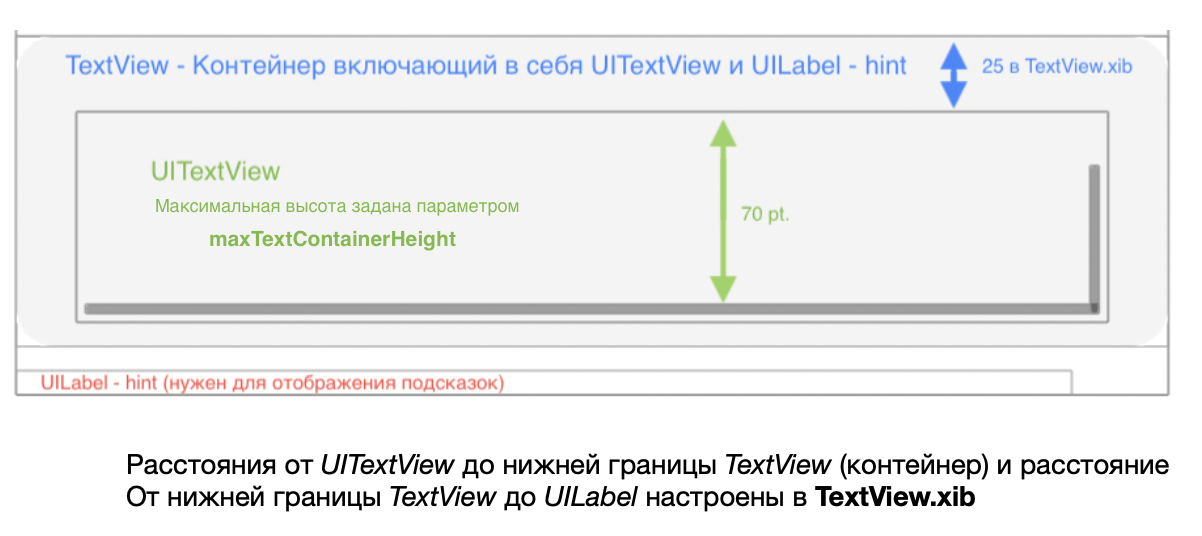 TextView - Контейнер включающий в себя UITextView и UILabel - hint
25 в TextView.xib
UITextView
Максимальная высота задана параметром
maxTextContainerHeight
70 pt.
UILabel - hint (нужен для отображения подсказок)
Расстояния от UITextView до нижней границы TextView (контейнер) и расстояние
От нижней границы TextView до UILabel настроены в TextView.xib